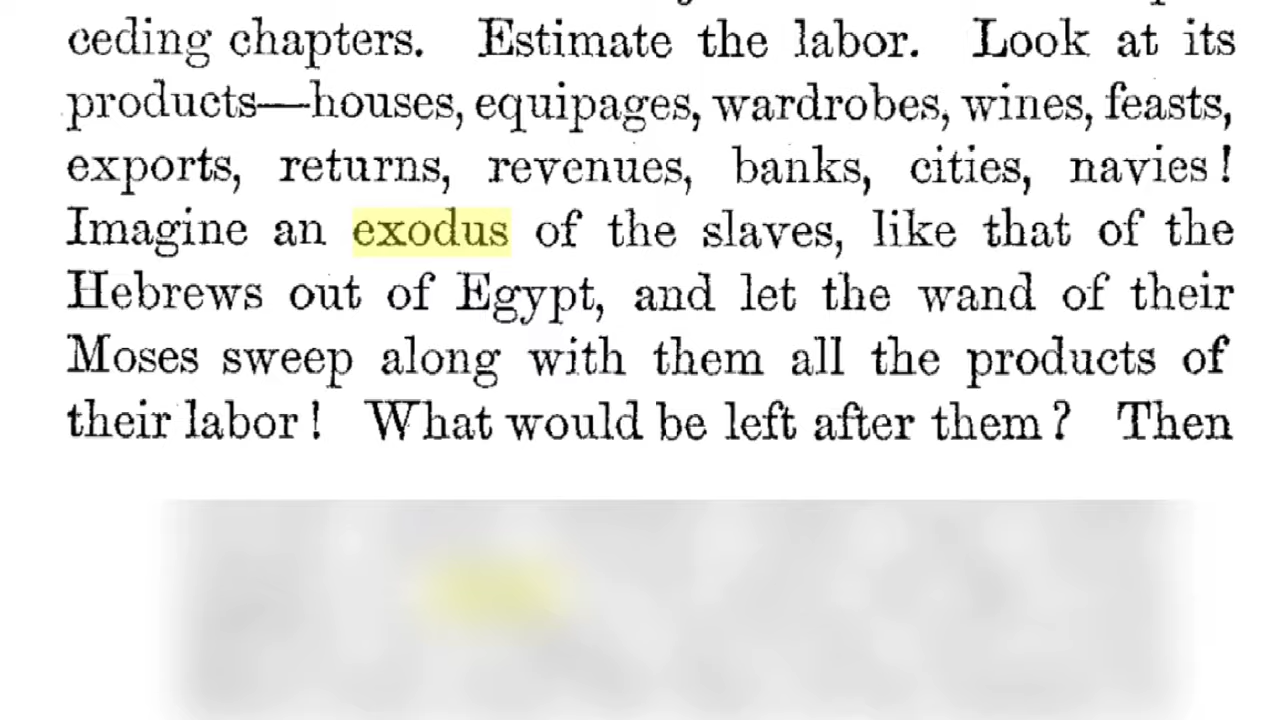 ceding chapters. Estimate the labor. Look at its
products—houses, equipages, wardrobes, wines, feasts,
exports, returns, revenues, banks, cities, navies!
Imagine an exodus of the slaves, like that of the
Hebrews out of Egypt, and let the wand of their
Moses sweep along with them all the products of
their labor! What would be left after them? Then